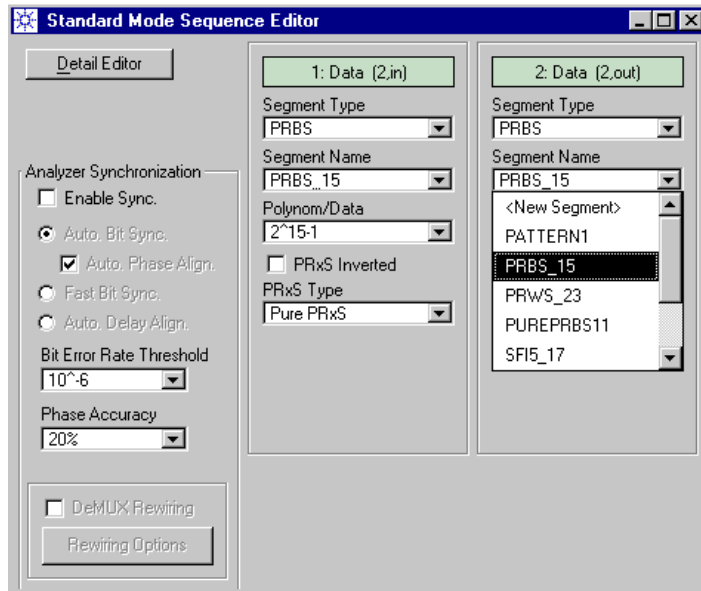 Standard Mode Sequence Editor
Detail Editor
Analyzer Synchronization
Enable Sync.
Auto. Bit Sync.
Auto. Phase Align.
Fast Bit Sync.
Auto. Delay Align.
Bit Error Rate Threshold
10^-6
Phase Accuracy
20%
DeMUX Rewiring
Rewiring Options
1: Data (2,in)
Segment Type
PRBS
Segment Name
PRBS_15
Polynom/Data
2^15-1
PRxS Inverted
PRxS Type
Pure PRxS
2: Data (2,out)
Segment Type
PRBS
Segment Name
PRBS_15
<New Segment>
PATTERN1
PRBS_15
PRWS_23
PUREPRBS11
SFI5_17